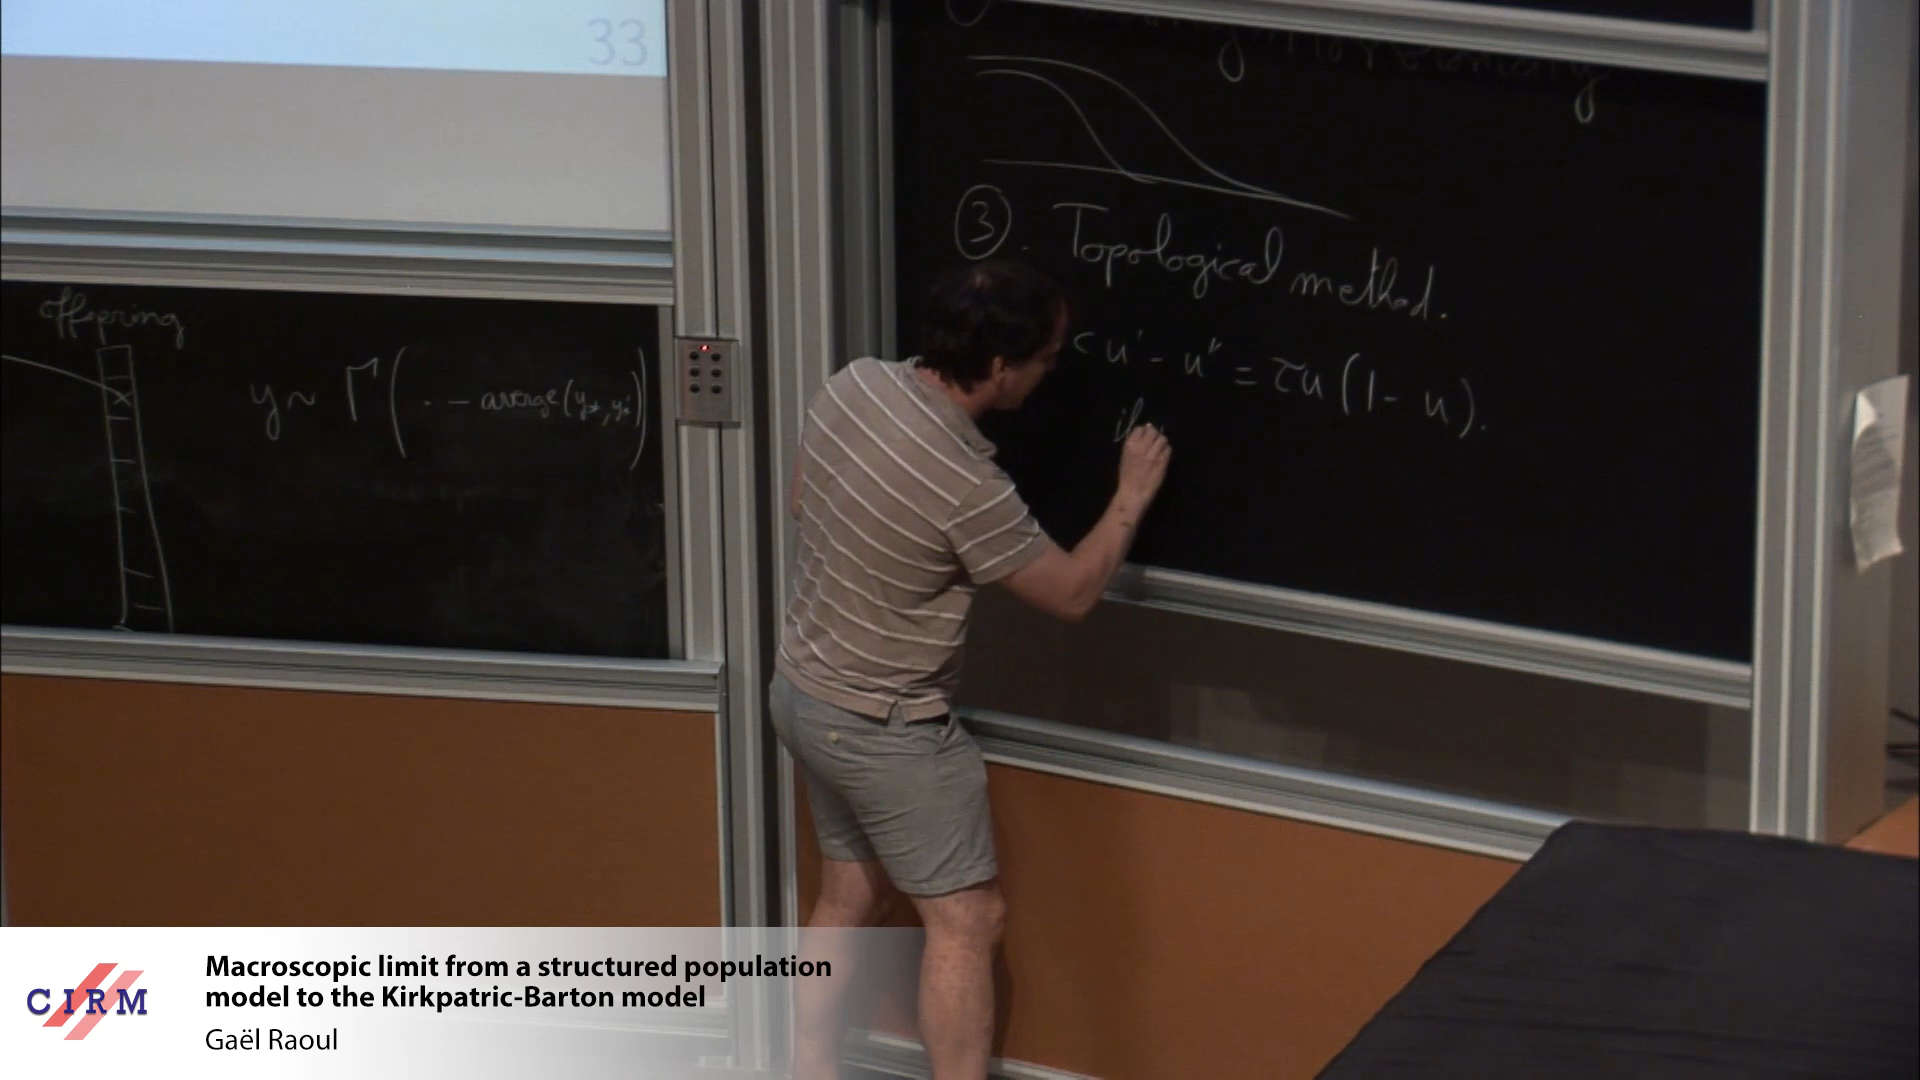 33
offspring
y ~ Γ( · - average(y*, y'*))
③. Topological method.
c u' - u'' = τu(1 - u).
if
CIRM
Macroscopic limit from a structured population
model to the Kirkpatric-Barton model
Gaël Raoul